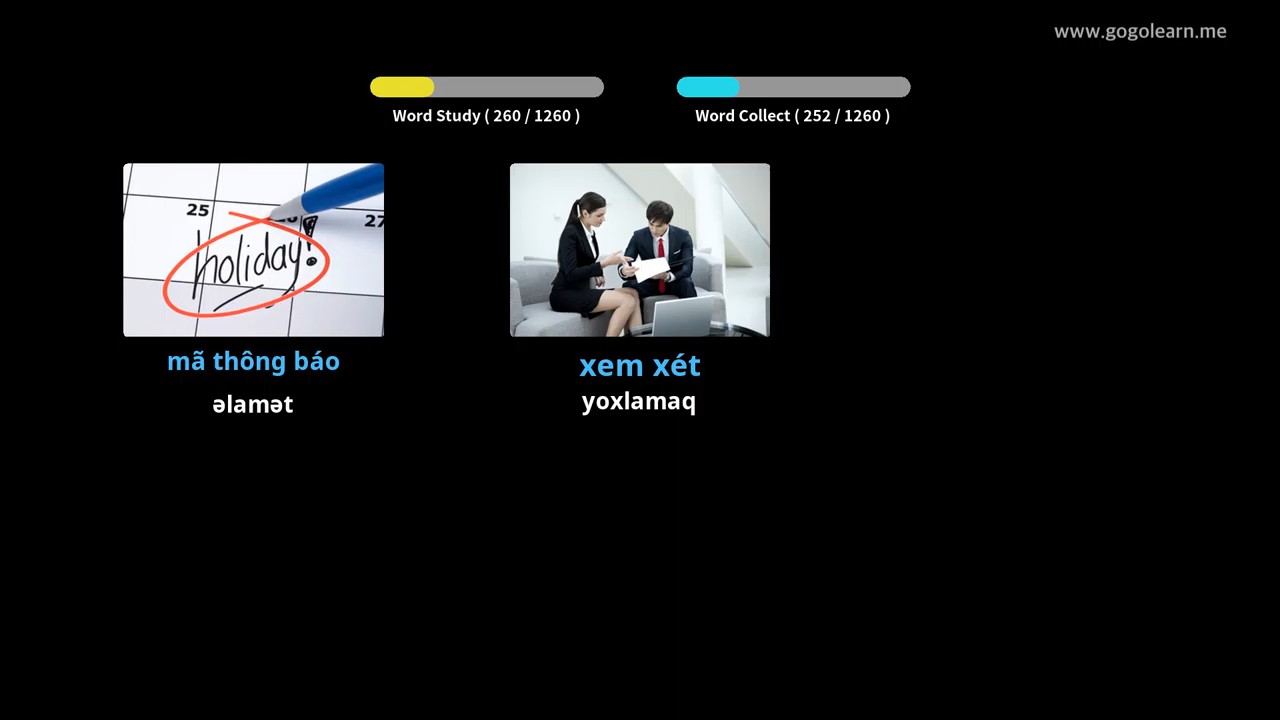 www.gogolearn.me
Word Study ( 260 / 1260 )
Word Collect ( 252 / 1260 )
25
27
holiday!
mã thông báo
əlamət
xem xét
yoxlamaq